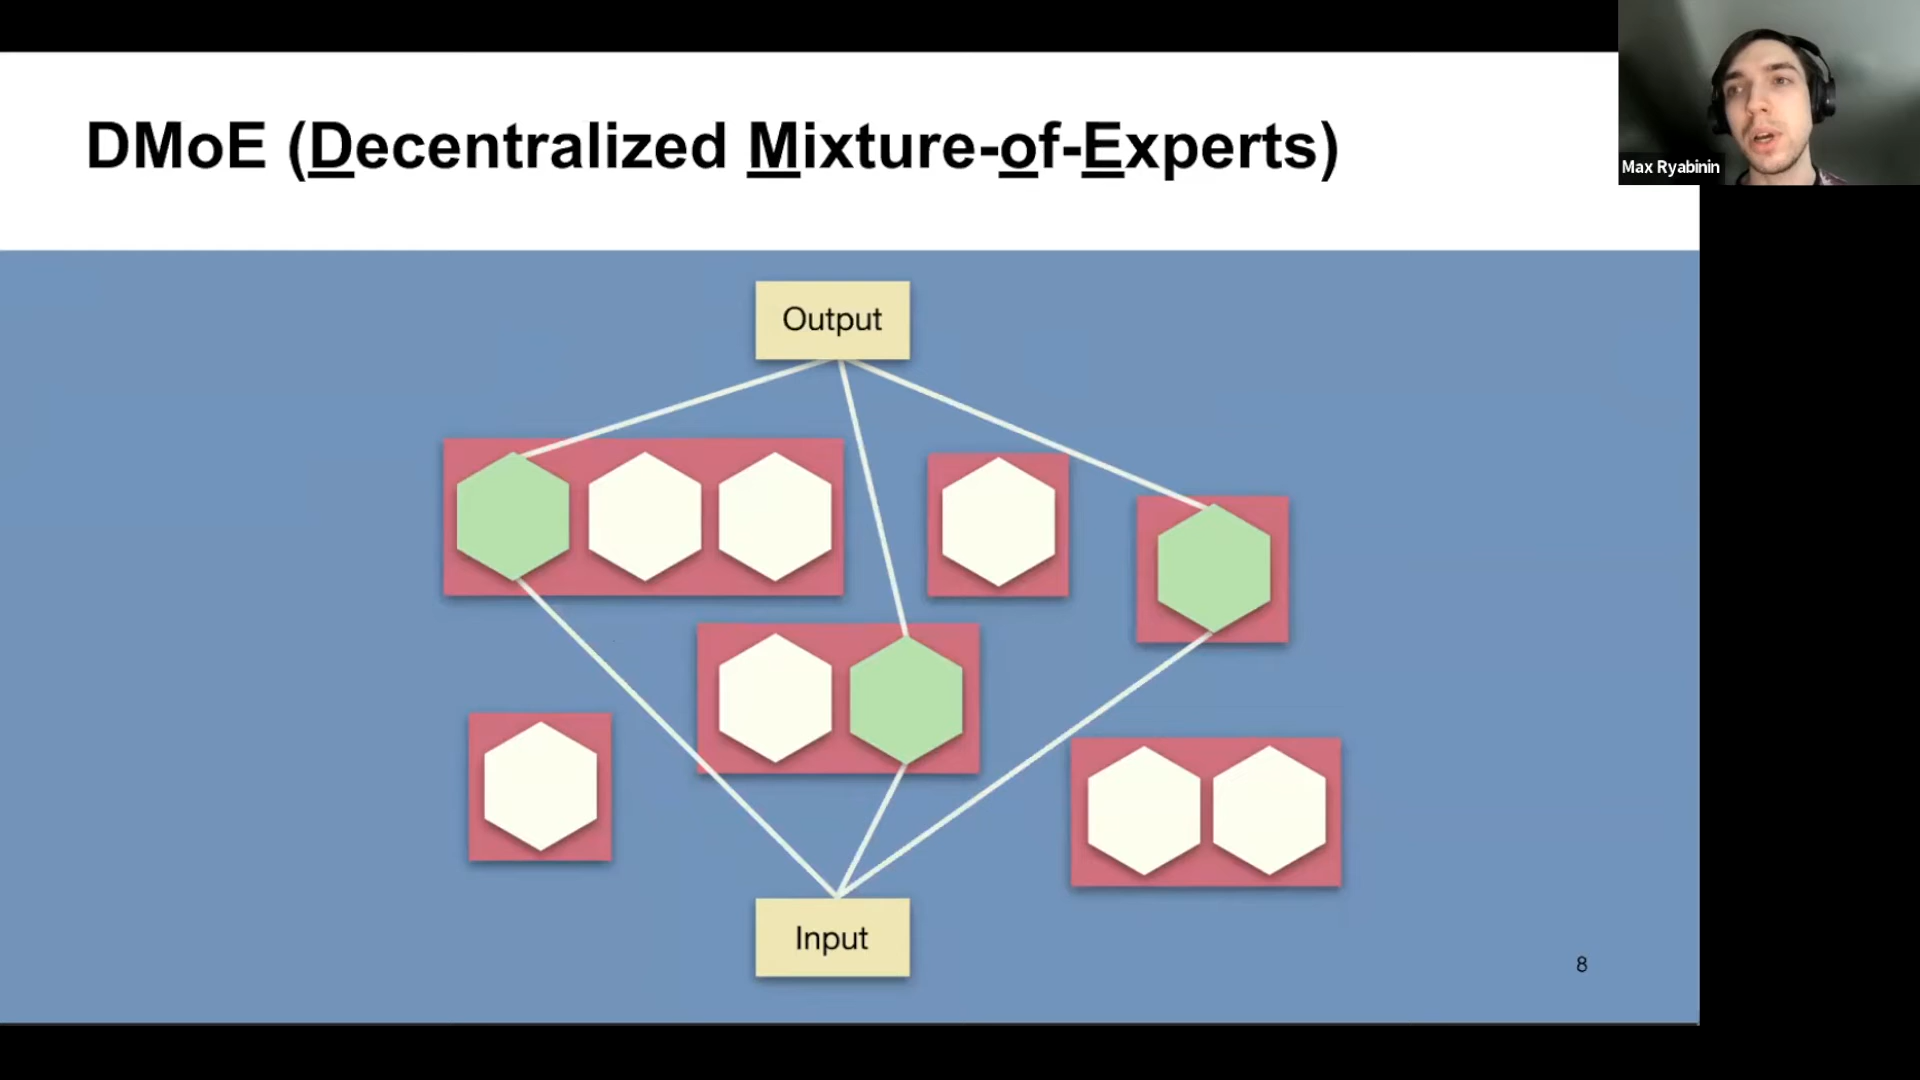 DMoE (Decentralized Mixture-of-Experts)
Max Ryabinin
Output
Input
8